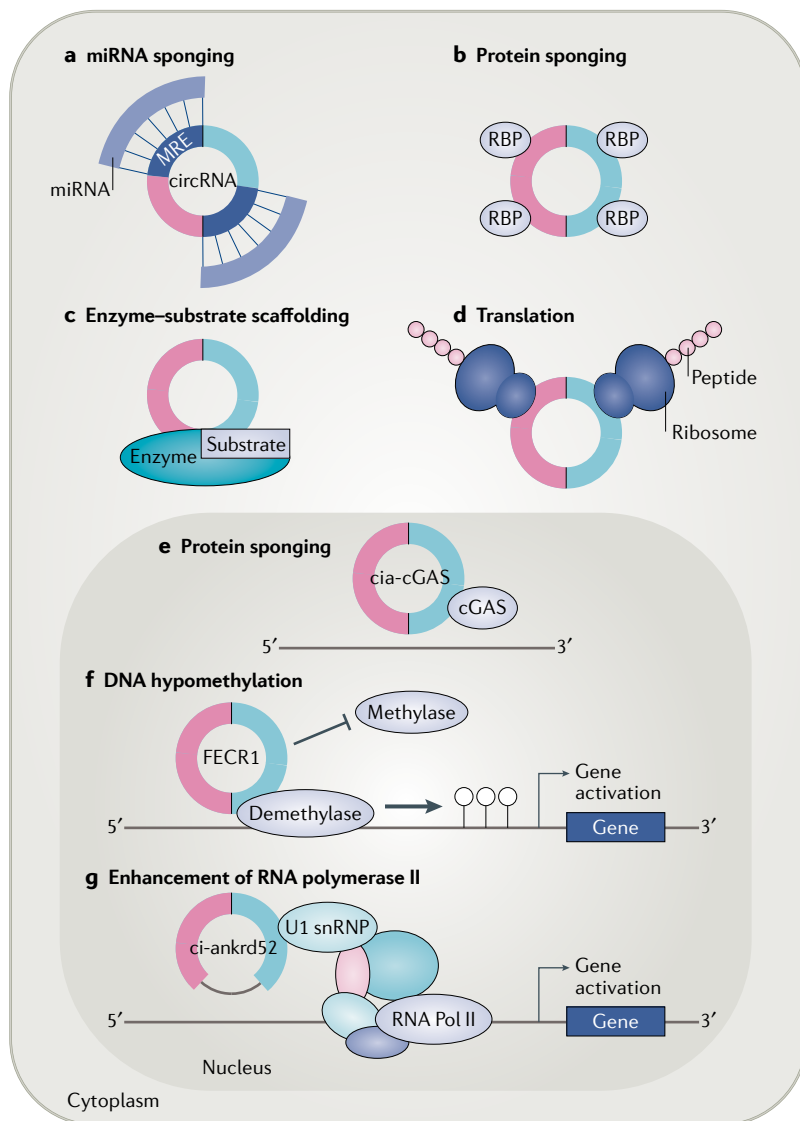 a miRNA sponging
MRE
circRNA
miRNA
b Protein sponging
RBP
RBP
RBP
RBP
c Enzyme–substrate scaffolding
Enzyme
Substrate
d Translation
Peptide
Ribosome
e Protein sponging
cia-cGAS
cGAS
5′
3′
f DNA hypomethylation
FECR1
Methylase
Demethylase
Gene
activation
5′
Gene
3′
g Enhancement of RNA polymerase II
ci-ankrd52
U1 snRNP
RNA Pol II
Gene
activation
5′
Gene
3′
Nucleus
Cytoplasm